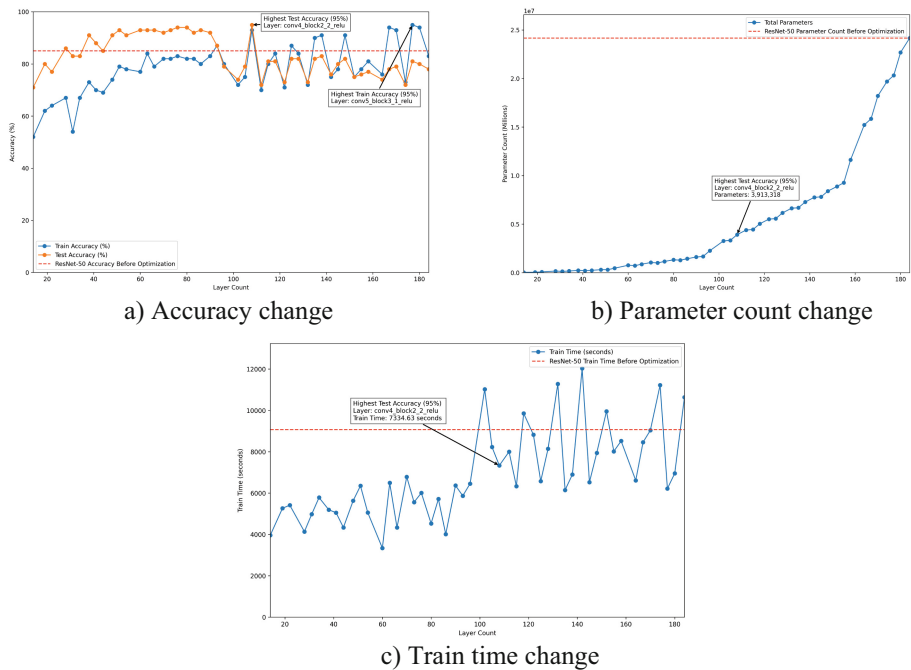 100
80
60
40
20
0
Accuracy (%)
Highest Test Accuracy (95%)
Layer: conv4_block2_2_relu
Highest Train Accuracy (95%)
Layer: conv5_block3_1_relu
Train Accuracy (%)
Test Accuracy (%)
ResNet-50 Accuracy Before Optimization
20 40 60 80 100 120 140 160 180
Layer Count
a) Accuracy change
1e7
2.5
2.0
1.5
1.0
0.5
0.0
Parameter Count (Millions)
Total Parameters
ResNet-50 Parameter Count Before Optimization
Highest Test Accuracy (95%)
Layer: conv4_block2_2_relu
Parameters: 3,913,318
20 40 60 80 100 120 140 160 180
Layer Count
b) Parameter count change
12000
10000
8000
6000
4000
2000
0
Train Time (seconds)
Train Time (seconds)
ResNet-50 Train Time Before Optimization
Highest Test Accuracy (95%)
Layer: conv4_block2_2_relu
Train Time: 7334.63 seconds
20 40 60 80 100 120 140 160 180
Layer Count
c) Train time change